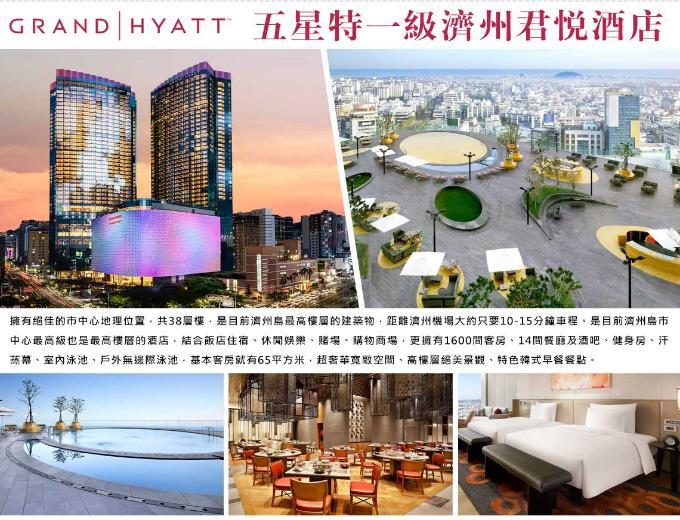 GRAND | HYATT™ 五星特一級濟州君悅酒店
擁有絕佳的市中心地理位置，共38層樓，是目前濟州島最高樓層的建築物，距離濟州機場大約只要10-15分鐘車程。是目前濟州島市
中心最高級也是最高樓層的酒店，結合飯店住宿、休閒娛樂、賭場、購物商場，更擁有1600間客房、14間餐廳及酒吧、健身房、汗
蒸幕、室內泳池、戶外無邊際泳池，基本客房就有65平方米，超奢華寬敞空間、高樓層絕美景觀、特色韓式早餐餐點。